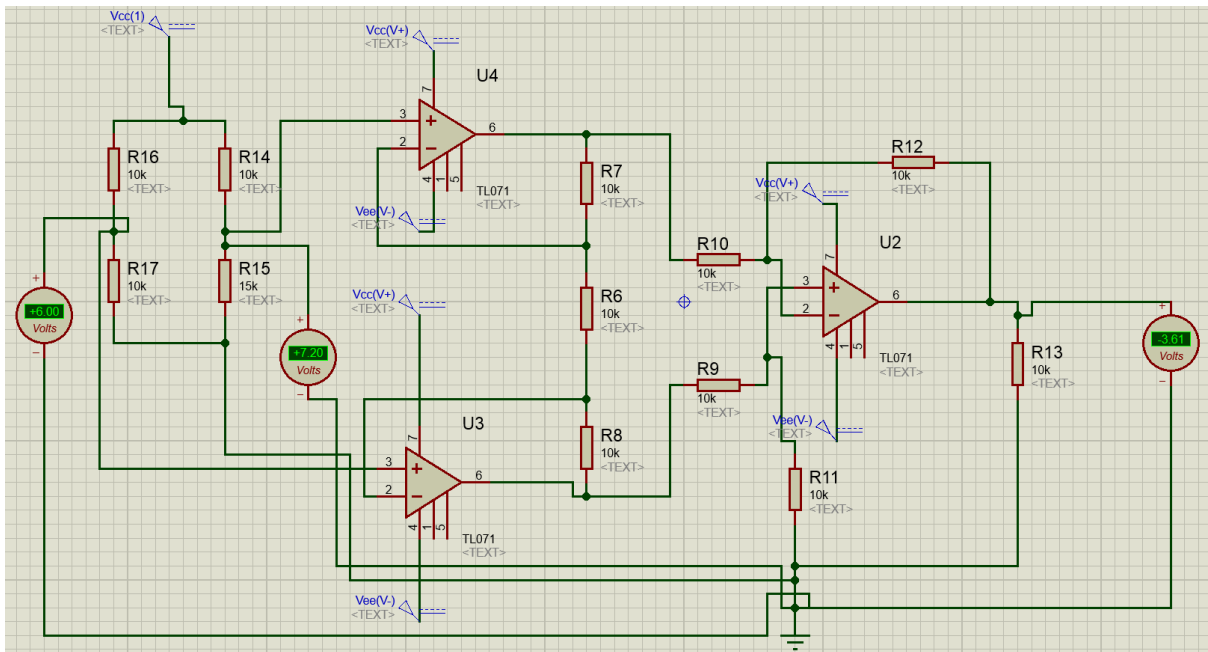 Vcc(1)
<TEXT>
Vcc(V+)
<TEXT>
U4
7
3
2
6
4
1
5
TL071
<TEXT>
Vee(V-)
<TEXT>
R16
10k
<TEXT>
R14
10k
<TEXT>
R7
10k
<TEXT>
R12
10k
<TEXT>
Vcc(V+)
<TEXT>
U2
7
3
2
6
4
1
5
TL071
<TEXT>
R10
10k
<TEXT>
R17
10k
<TEXT>
R15
15k
<TEXT>
+
+6.00
Volts
−
+
+7.20
Volts
−
Vcc(V+)
<TEXT>
R6
10k
<TEXT>
R9
10k
<TEXT>
R13
10k
<TEXT>
+
-3.61
Volts
−
Vee(V-)
<TEXT>
U3
7
3
2
6
4
1
5
TL071
<TEXT>
R8
10k
<TEXT>
R11
10k
<TEXT>
Vee(V-)
<TEXT>